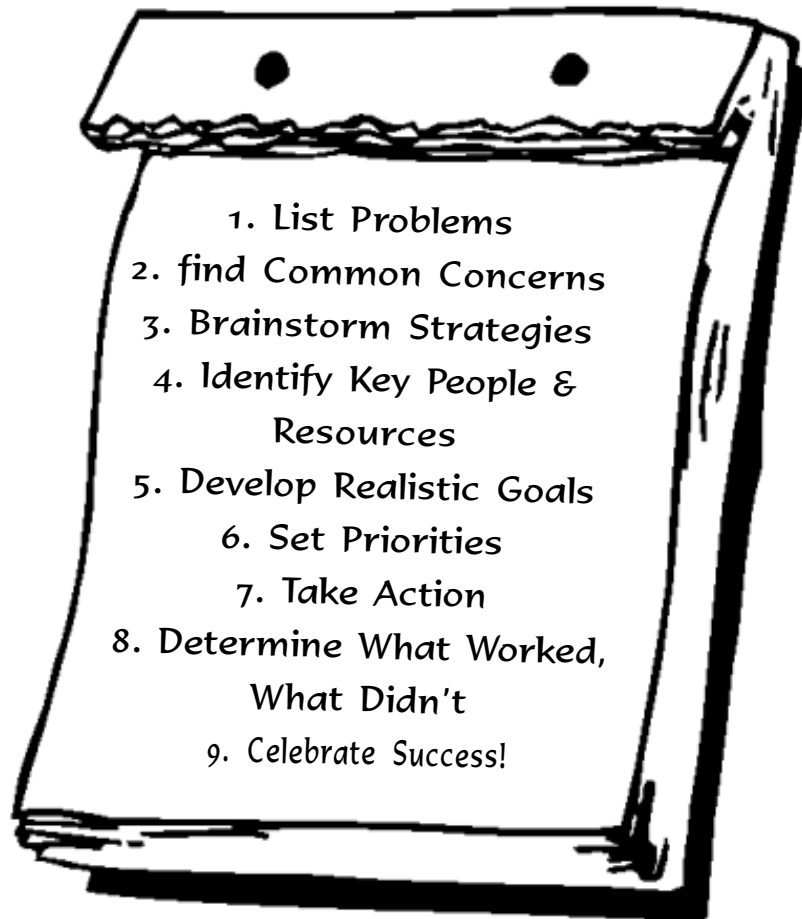 1. List Problems
2. find Common Concerns
3. Brainstorm Strategies
4. Identify Key People &
Resources
5. Develop Realistic Goals
6. Set Priorities
7. Take Action
8. Determine What Worked,
What Didn't
9. Celebrate Success!